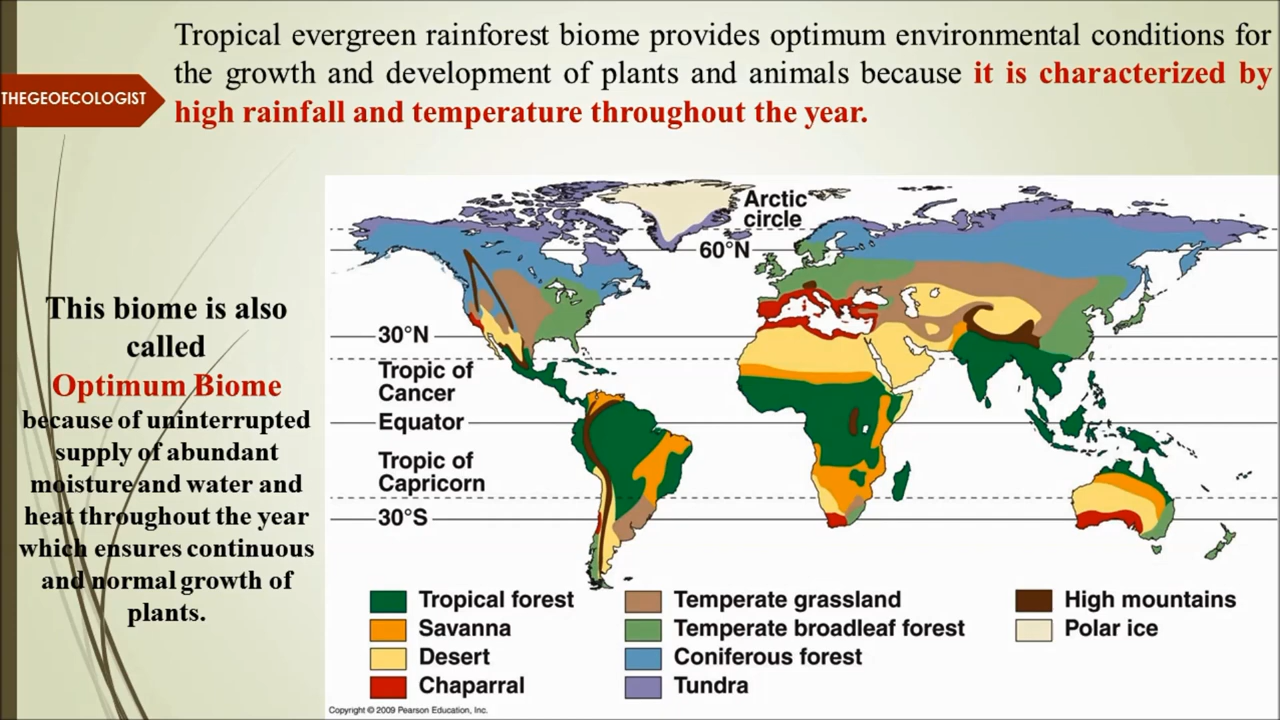 Tropical evergreen rainforest biome provides optimum environmental conditions for
the growth and development of plants and animals because it is characterized by
high rainfall and temperature throughout the year.
THEGEOECOLOGIST
This biome is also
called
Optimum Biome
because of uninterrupted
supply of abundant
moisture and water and
heat throughout the year
which ensures continuous
and normal growth of
plants.
Arctic
circle
60°N
30°N
Tropic of
Cancer
Equator
Tropic of
Capricorn
30°S
Tropical forest
Savanna
Desert
Chaparral
Temperate grassland
Temperate broadleaf forest
Coniferous forest
Tundra
High mountains
Polar ice
Copyright © 2009 Pearson Education, Inc.